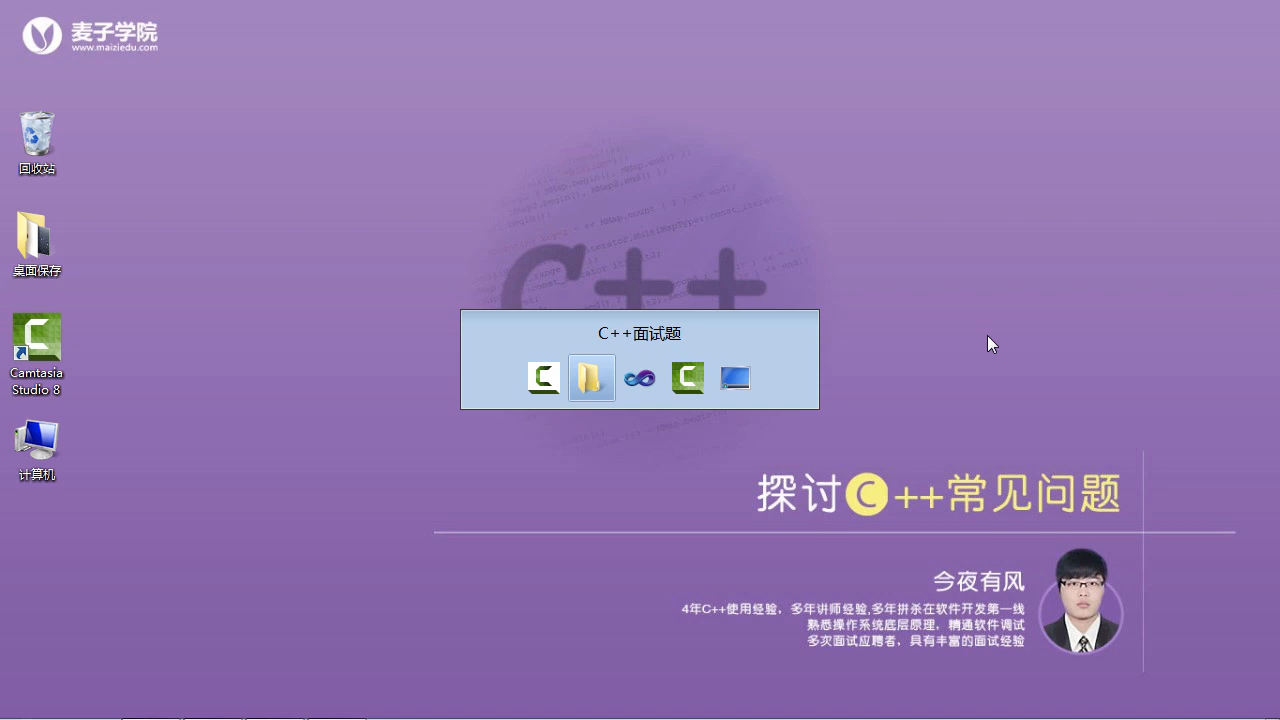 麦子学院
www.maiziedu.com
回收站
桌面保存
Camtasia
Studio 8
计算机
C++
C++面试题
探讨C++常见问题
今夜有风
4年C++使用经验，多年讲师经验,多年拼杀在软件开发第一线
熟悉操作系统底层原理，精通软件调试
多次面试应聘者，具有丰富的面试经验